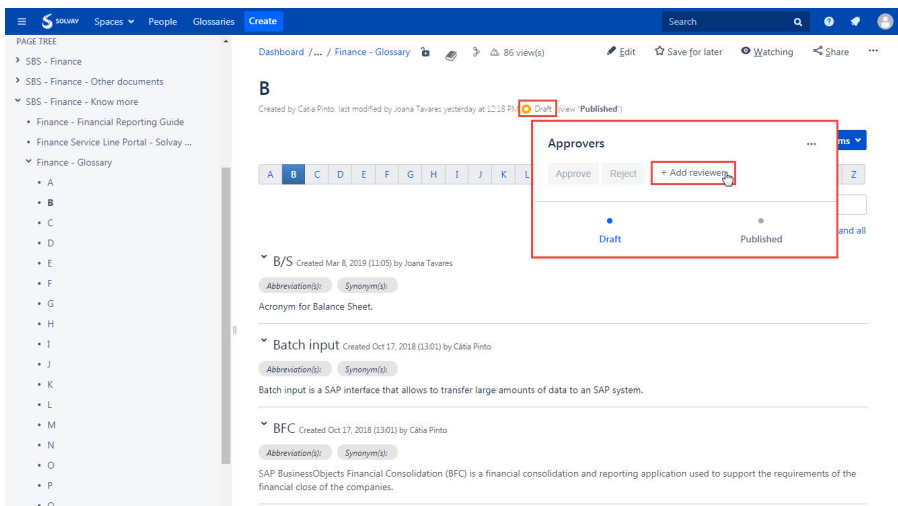 SOLVAY Spaces People Glossaries Create Search
PAGE TREE
SBS - Finance
SBS - Finance - Other documents
SBS - Finance - Know more
Finance - Financial Reporting Guide
Finance Service Line Portal - Solvay ...
Finance - Glossary
A
B
C
D
E
F
G
H
I
J
K
L
M
N
O
P
Dashboard /... / Finance - Glossary 86 view(s) Edit Save for later Watching Share ...
B
Created by Cátia Pinto, last modified by Joana Tavares yesterday at 12:18 PM Draft (view "Published")
Approvers ...
Approve Reject + Add reviewers
Draft Published
ms
A B C D E F G H I J K L Z
and all
B/S Created Mar 8, 2019 (11:05) by Joana Tavares
Abbreviation(s): Synonym(s):
Acronym for Balance Sheet.
Batch input Created Oct 17, 2018 (13:01) by Cátia Pinto
Abbreviation(s): Synonym(s):
Batch input is a SAP interface that allows to transfer large amounts of data to an SAP system.
BFC Created Oct 17, 2018 (13:01) by Cátia Pinto
Abbreviation(s): Synonym(s):
SAP BusinessObjects Financial Consolidation (BFC) is a financial consolidation and reporting application used to support the requirements of the
financial close of the companies.